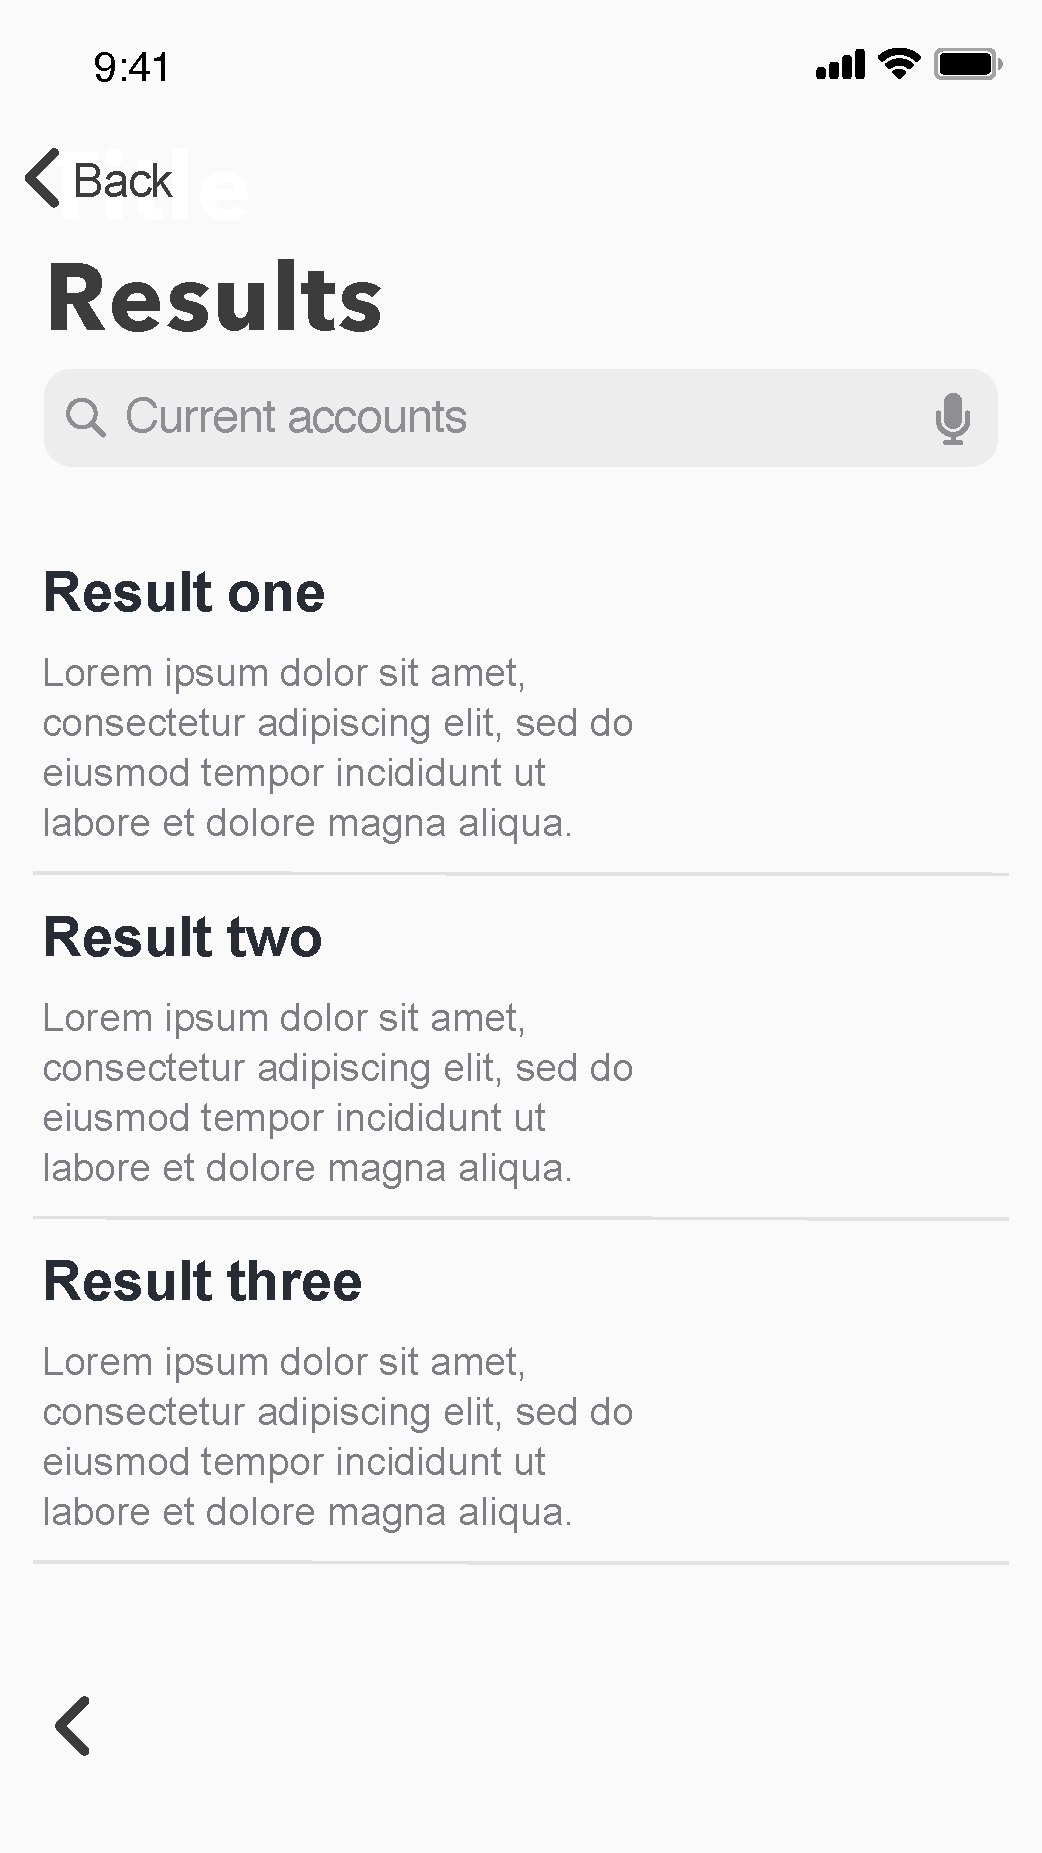 9:41
Title
Back
Results
Current accounts
Result one
Lorem ipsum dolor sit amet,
consectetur adipiscing elit, sed do
eiusmod tempor incididunt ut
labore et dolore magna aliqua.
Result two
Lorem ipsum dolor sit amet,
consectetur adipiscing elit, sed do
eiusmod tempor incididunt ut
labore et dolore magna aliqua.
Result three
Lorem ipsum dolor sit amet,
consectetur adipiscing elit, sed do
eiusmod tempor incididunt ut
labore et dolore magna aliqua.